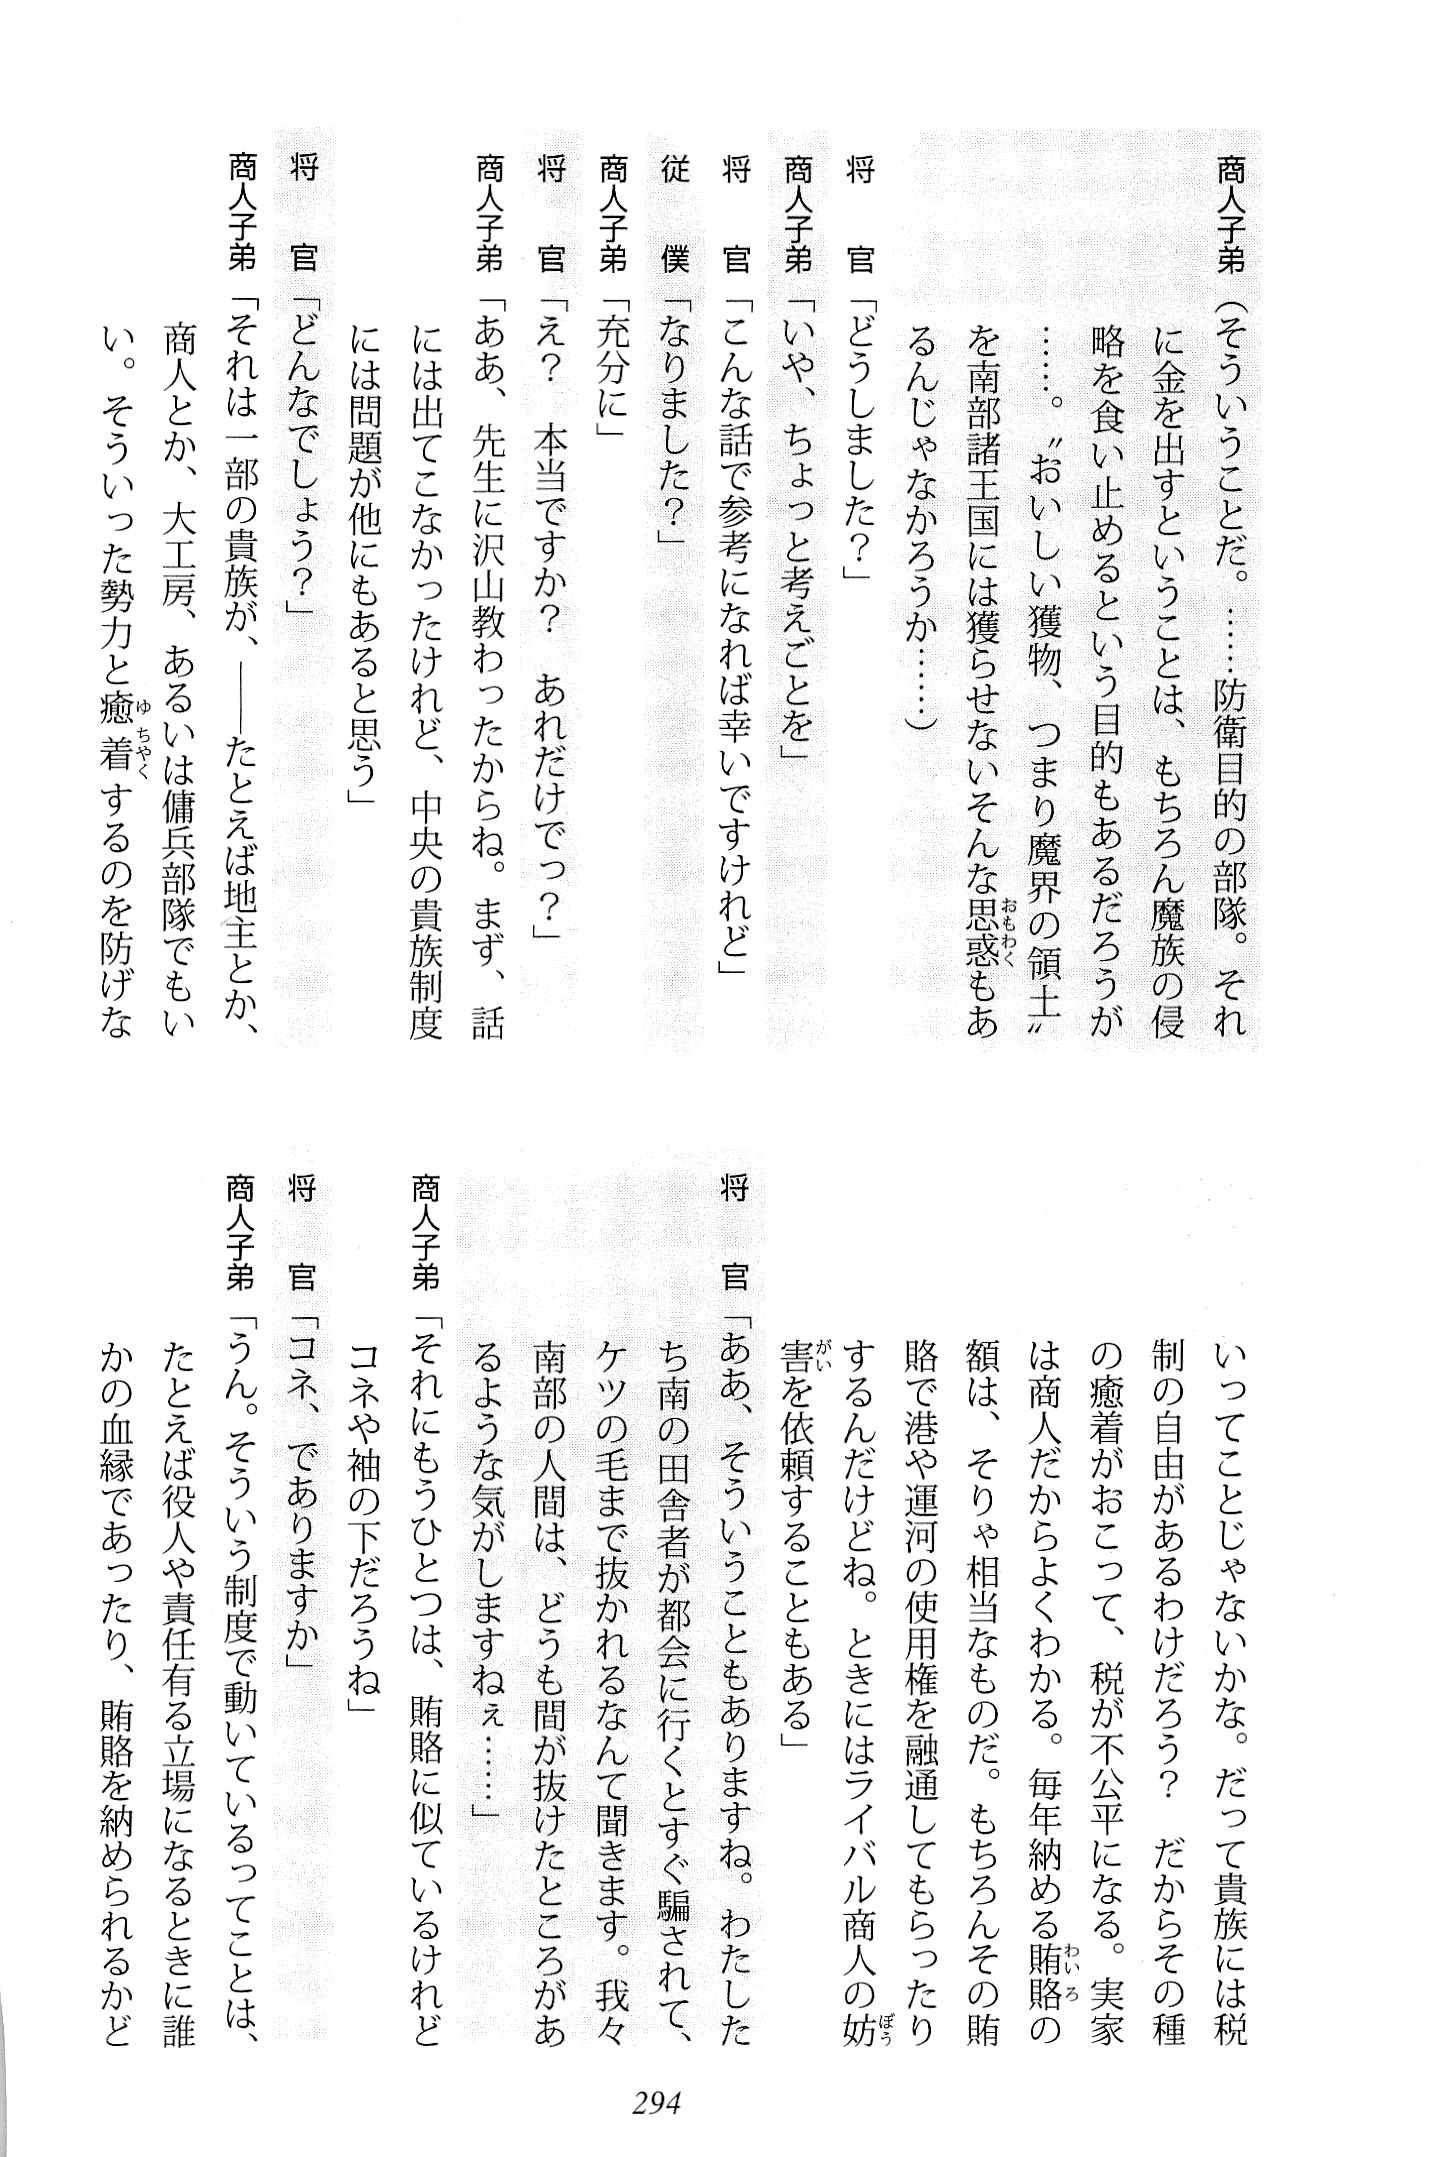 商人子弟（そういうことだ。……防衛目的の部隊。それ
に金を出すということは、もちろん魔族の侵
略を食い止めるという目的もあるだろうが
……。〝おいしい獲物、つまり魔界の領土〟
を南部諸王国には獲らせないそんな思惑もあ
るんじゃなかろうか……）
将　官「どうしました？」
商人子弟「いや、ちょっと考えごとを」
将　官「こんな話で参考になれば幸いですけれど」
従　僕「なりました？」
商人子弟「充分に」
将　官「え？　本当ですか？　あれだけでっ？」
商人子弟「ああ、先生に沢山教わったからね。まず、話
には出てこなかったけれど、中央の貴族制度
には問題が他にもあると思う」
将　官「どんなでしょう？」
商人子弟「それは一部の貴族が、――たとえば地主とか、
商人とか、大工房、あるいは傭兵部隊でもい
い。そういった勢力と癒着するのを防げな
いってことじゃないかな。だって貴族には税
制の自由があるわけだろう？　だからその種
の癒着がおこって、税が不公平になる。実家
は商人だからよくわかる。毎年納める賄賂の
額は、そりゃ相当なものだ。もちろんその賄
賂で港や運河の使用権を融通してもらったり
するんだけどね。ときにはライバル商人の妨
害を依頼することもある」
将　官「ああ、そういうこともありますね。わたした
ち南の田舎者が都会に行くとすぐ騙されて、
ケツの毛まで抜かれるなんて聞きます。我々
南部の人間は、どうも間が抜けたところがあ
るような気がしますねぇ……」
商人子弟「それにもうひとつは、賄賂に似ているけれど
コネや袖の下だろうね」
将　官「コネ、でありますか」
商人子弟「うん。そういう制度で動いているってことは、
たとえば役人や責任有る立場になるときに誰
かの血縁であったり、賄賂を納められるかど
294